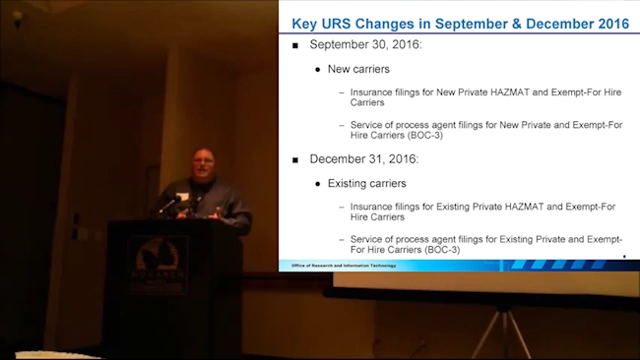 Key URS Changes in September & December 2016
September 30, 2016:
New carriers
Insurance filings for New Private HAZMAT and Exempt-For Hire
Carriers
Service of process agent filings for New Private and Exempt-For
Hire Carriers (BOC-3)
December 31, 2016:
Existing carriers
Insurance filings for Existing Private HAZMAT and Exempt-For
Hire Carriers
Service of process agent filings for Existing Private and Exempt-
For Hire Carriers (BOC-3)
Office of Research and Information Technology